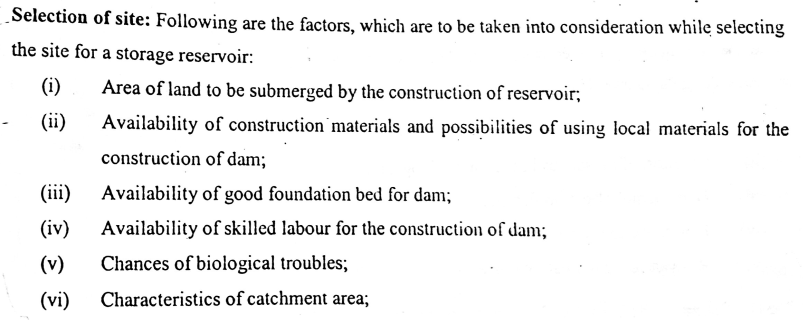 Selection of site: Following are the factors, which are to be taken into consideration while selecting
the site for a storage reservoir:
(i) Area of land to be submerged by the construction of reservoir;
(ii) Availability of construction materials and possibilities of using local materials for the
construction of dam;
(iii) Availability of good foundation bed for dam;
(iv) Availability of skilled labour for the construction of dam;
(v) Chances of biological troubles;
(vi) Characteristics of catchment area;